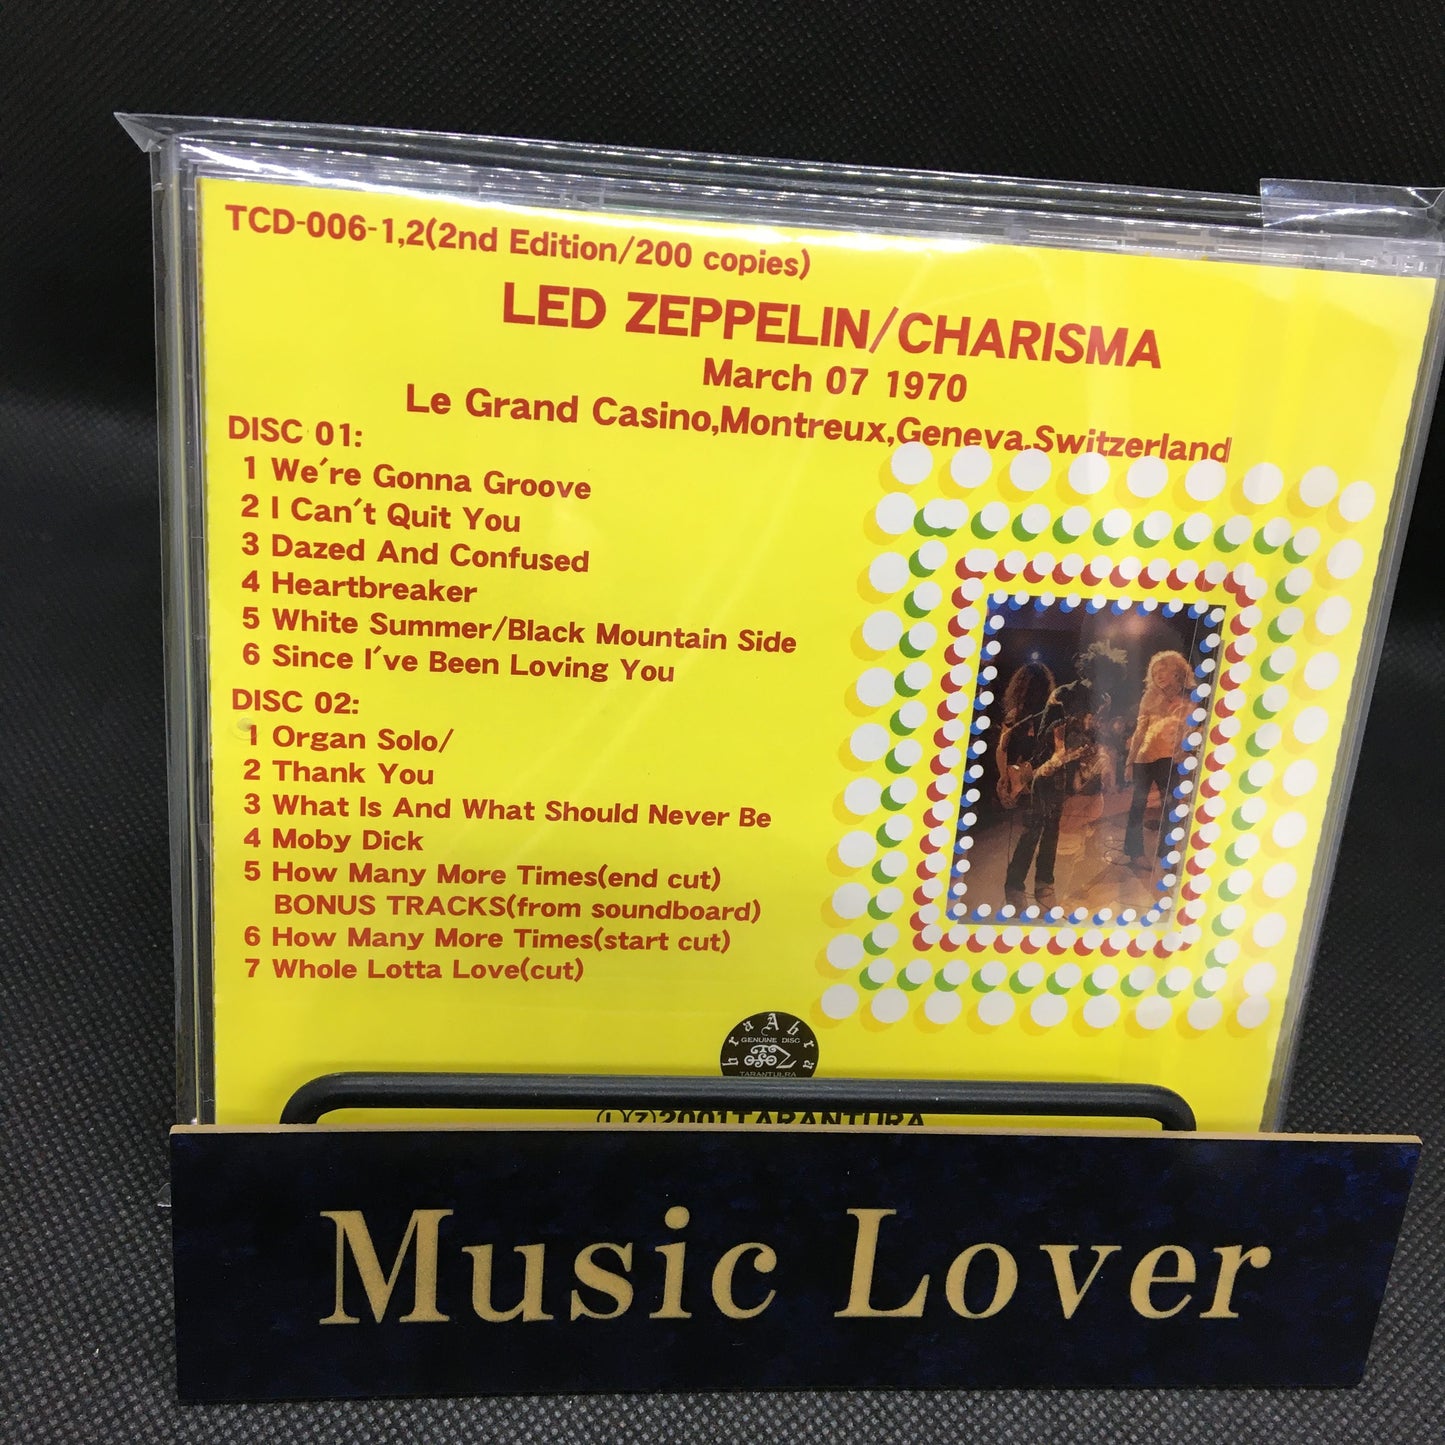 TCD-006-1,2(2nd Edition/200 copies)
LED ZEPPELIN/CHARISMA
March 07 1970
Le Grand Casino,Montreux,Geneva.Switzerland
DISC 01:
1 We're Gonna Groove
2 I Can't Quit You
3 Dazed And Confused
4 Heartbreaker
5 White Summer/Black Mountain Side
6 Since I've Been Loving You
DISC 02:
1 Organ Solo/
2 Thank You
3 What Is And What Should Never Be
4 Moby Dick
5 How Many More Times(end cut)
BONUS TRACKS(from soundboard)
6 How Many More Times(start cut)
7 Whole Lotta Love(cut)
braAbra
GENUINE DISC
TARANTULRA
2001 TARANTURA
Music Lover